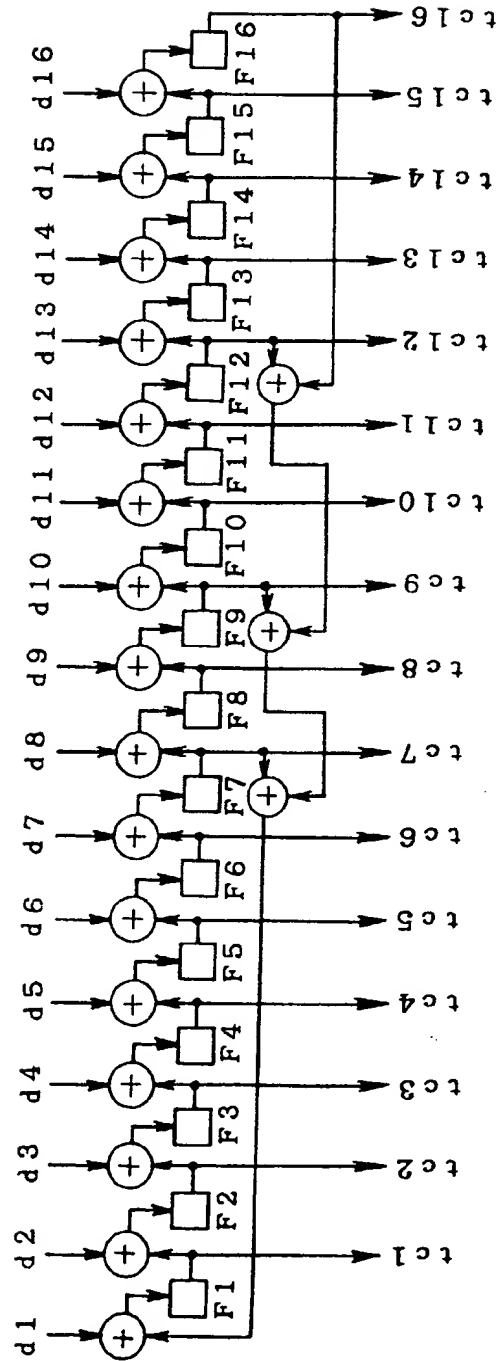 d1
d2
d3
d4
d5
d6
d7
d8
d9
d10
d11
d12
d13
d14
d15
d16
F1
F2
F3
F4
F5
F6
F7
F8
F9
F10
F11
F12
F13
F14
F15
F16
tc1
tc2
tc3
tc4
tc5
tc6
tc7
tc8
tc9
tc10
tc11
tc12
tc13
tc14
tc15
tc16